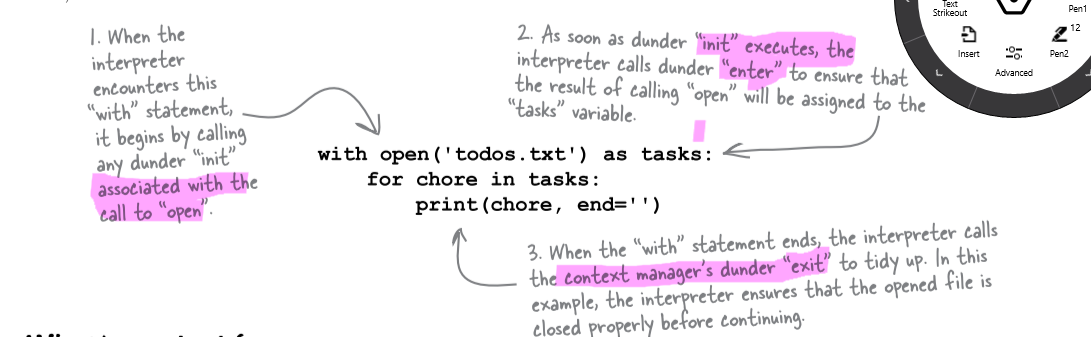 1. When the
interpreter
encounters this
“with” statement,
it begins by calling
any dunder “init”
associated with the
call to “open”.
2. As soon as dunder “init” executes, the
interpreter calls dunder “enter” to ensure that
the result of calling “open” will be assigned to the
“tasks” variable.
with open('todos.txt') as tasks:
for chore in tasks:
print(chore, end='')
3. When the “with” statement ends, the interpreter calls
the context manager’s dunder “exit” to tidy up. In this
example, the interpreter ensures that the opened file is
closed properly before continuing.
Text
Strikeout
Pen1
Insert
12
Pen2
Advanced